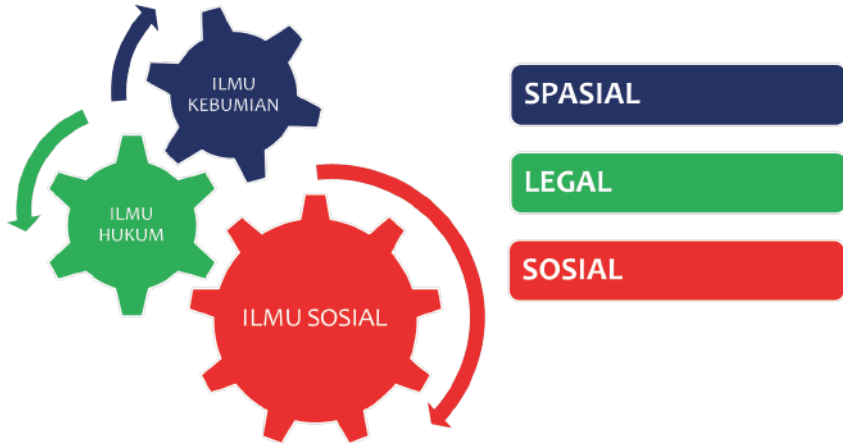 ILMU
KEBUMIAN
ILMU
HUKUM
ILMU SOSIAL
SPASIAL
LEGAL
SOSIAL